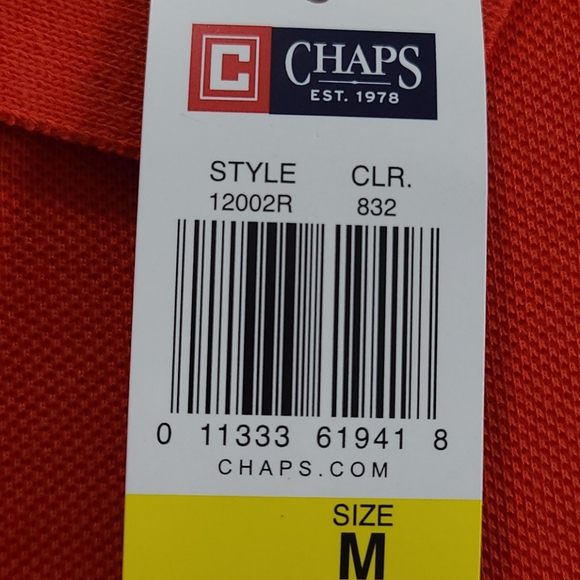 C CHAPS
EST. 1978
STYLE CLR.
12002R 832
0 11333 61941 8
CHAPS.COM
SIZE
M